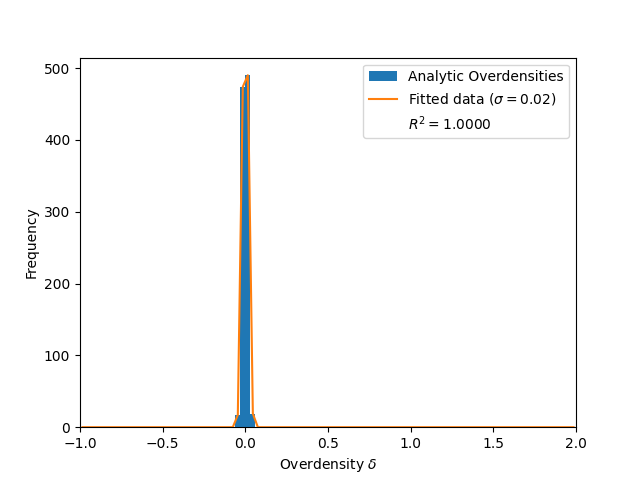 500
400
300
200
100
0
Frequency
Analytic Overdensities
Fitted data (σ = 0.02)
R² = 1.0000
−1.0 −0.5 0.0 0.5 1.0 1.5 2.0
Overdensity δ